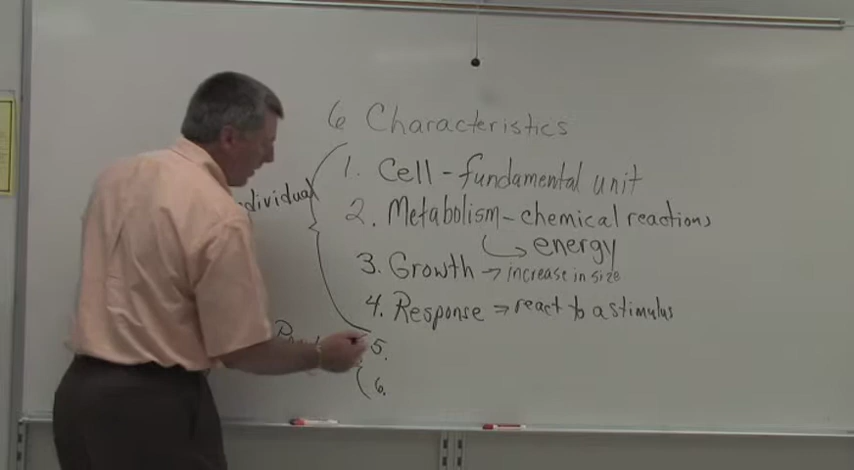 6 Characteristics
1. Cell - fundamental unit
ndividual
2. Metabolism - chemical reactions
↳ energy
3. Growth → increase in size
4. Response → react to a stimulus
5.
6.